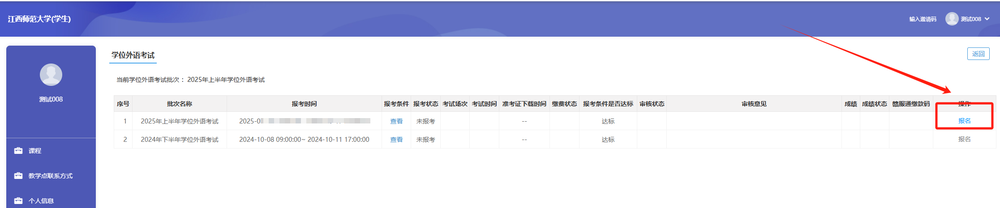 江西师范大学(学生)
输入邀请码 测试008
测试008
课程
教学点联系方式
个人信息
学位外语考试
返回
当前学位外语考试批次： 2025年上半年学位外语考试
序号 批次名称 报考时间 报考条件 报考状态 考试场次 考试时间 准考证下载时间 缴费状态 报考条件是否达标 审核状态 审核意见 成绩 成绩状态 赣服通缴款码 操作
1 2025年上半年学位外语考试 2025-0 查看 未报考 -- 达标 报名
2 2024年下半年学位外语考试 2024-10-08 09:00:00~ 2024-10-11 17:00:00 查看 未报考 -- 达标 报名